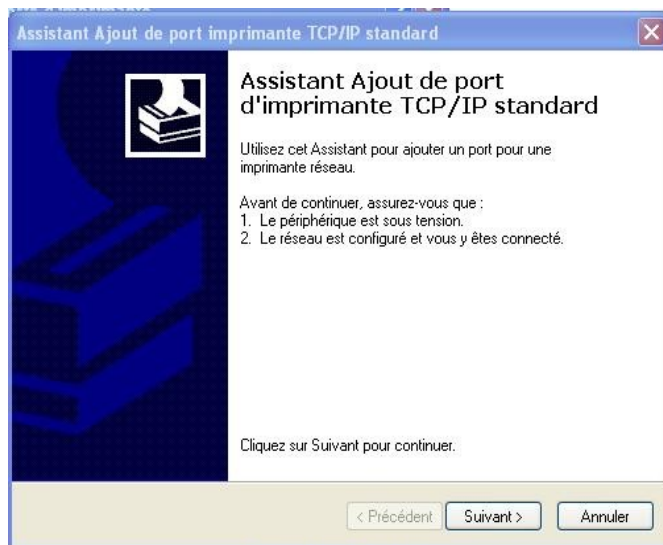 Assistant Ajout de port imprimante TCP/IP standard
Assistant Ajout de port
d'imprimante TCP/IP standard
Utilisez cet Assistant pour ajouter un port pour une
imprimante réseau.
Avant de continuer, assurez-vous que :
1. Le périphérique est sous tension.
2. Le réseau est configuré et vous y êtes connecté.
Cliquez sur Suivant pour continuer.
< Précédent Suivant > Annuler